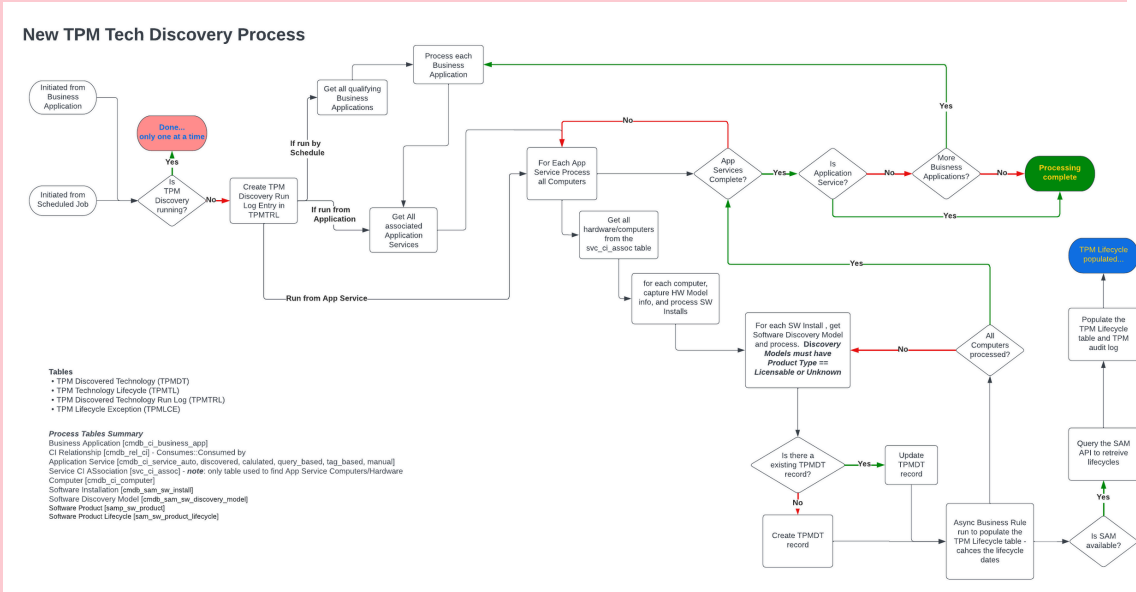 New TPM Tech Discovery Process
Initiated from
Business
Application
Initiated from
Scheduled Job
Done...
only one at a time
Yes
Is
TPM
Discovery
running?
No
Create TPM
Discovery Run
Log Entry in
TPMTRL
If run by
Schedule
If run from
Application
Run from App Service
Get all qualifying
Business
Applications
Process each
Business
Application
Get All
associated
Application
Services
For Each App
Service Process
all Computers
No
App
Services
Complete?
Yes
Is
Application
Service?
No
Yes
More
Business
Applications?
Yes
No
Processing
complete
Get all
hardware/computers
from the
svc_ci_assoc table
for each computer,
capture HW Model
info, and process SW
Installs
For each SW Install , get
Software Discovery Model
and process. Discovery
Models must have
Product Type ==
Licensable or Unknown
No
All
Computers
processed?
Yes
Is there a
existing TPMDT
record?
Yes
Update
TPMDT
record
No
Create TPMDT
record
Async Business Rule
run to populate the
TPM Lifecycle table -
cahces the lifecycle
dates
Is SAM
available?
Yes
Query the SAM
API to retreive
lifecycles
Populate the
TPM Lifecycle
table and TPM
audit log
TPM Lifecycle
populated...
Tables
• TPM Discovered Technology (TPMDT)
• TPM Technology Lifecycle (TPMTL)
• TPM Discovered Technology Run Log (TPMTRL)
• TPM Lifecycle Exception (TPMLCE)
Process Tables Summary
Business Application [cmdb_ci_business_app]
CI Relationship [cmdb_rel_ci] - Consumes::Consumed by
Application Service [cmdb_ci_service_auto, discovered, calulated, query_based, tag_based, manual]
Service CI ASsociation [svc_ci_assoc] - note: only table used to find App Service Computers/Hardware
Computer [cmdb_ci_computer]
Software Installation [cmdb_sam_sw_install]
Software Discovery Model [cmdb_sam_sw_discovery_model]
Software Product [samp_sw_product]
Software Product Lifecycle [sam_sw_product_lifecycle]